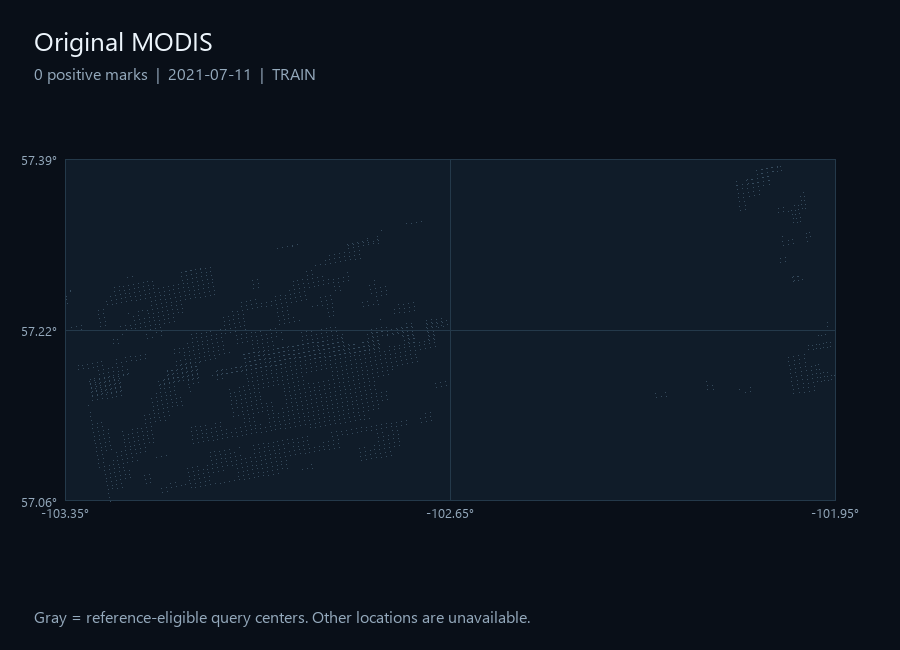 Original MODIS
0 positive marks | 2021-07-11 | TRAIN
57.39°
57.22°
57.06°
-103.35°
-102.65°
-101.95°
Gray = reference-eligible query centers. Other locations are unavailable.